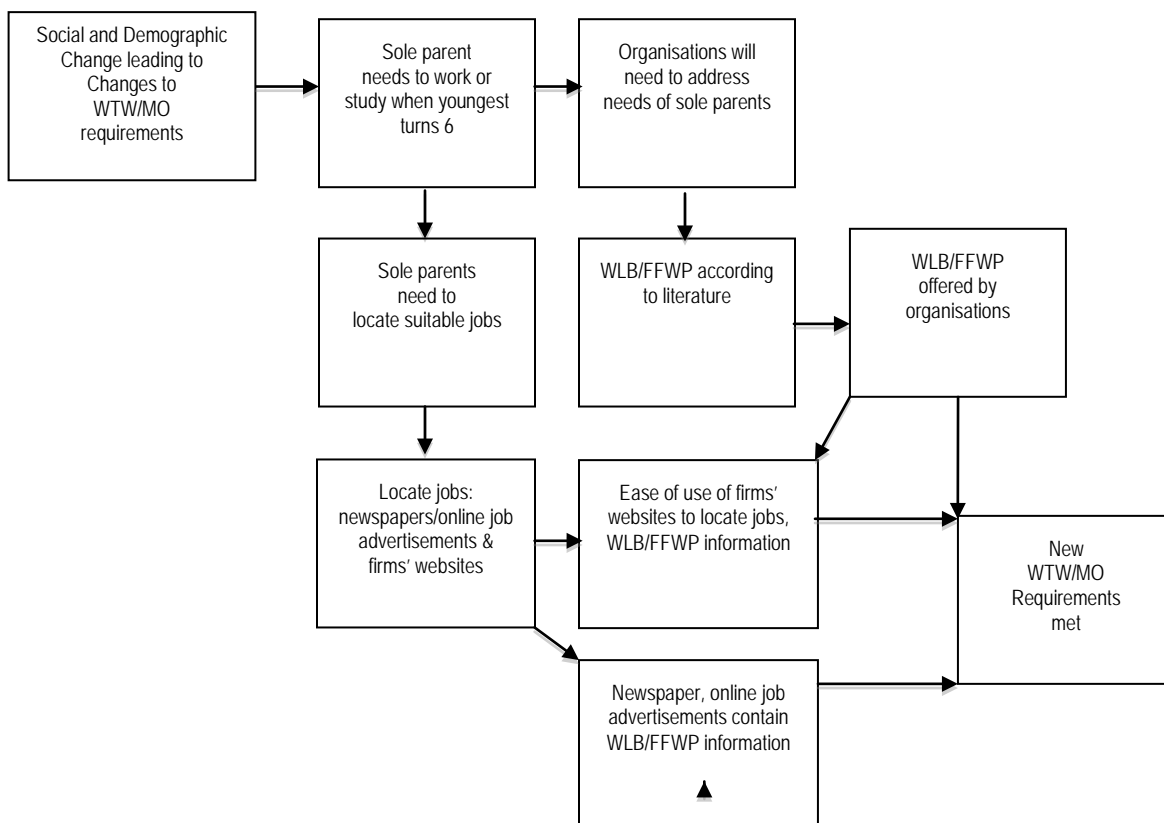 Social and Demographic
Change leading to
Changes to
WTW/MO
requirements
Sole parent
needs to work or
study when youngest
turns 6
Organisations will
need to address
needs of sole parents
Sole parents
need to
locate suitable jobs
WLB/FFWP according
to literature
WLB/FFWP
offered by
organisations
Locate jobs:
newspapers/online job
advertisements &
firms’ websites
Ease of use of firms’
websites to locate jobs,
WLB/FFWP information
New
WTW/MO
Requirements
met
Newspaper, online job
advertisements contain
WLB/FFWP information